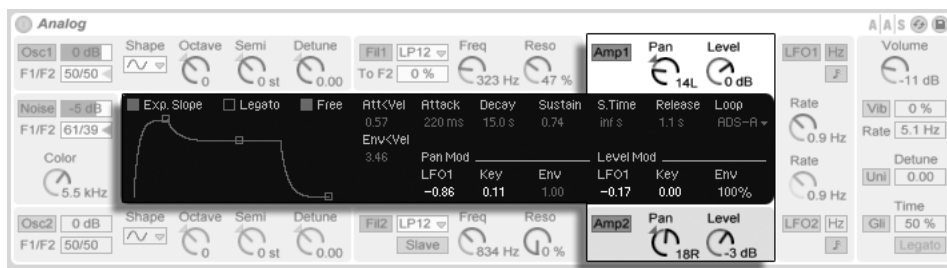 Analog
A|A|S
Osc1 0 dB Shape Octave Semi Detune Fil1 LP12 Freq Reso Amp1 Pan Level LFO1 Hz Volume
F1/F2 50/50 0 0 st 0.00 To F2 0 % 323 Hz 47 % 14L 0 dB -11 dB
Noise -5 dB Exp. Slope Legato Free Att<Vel Attack Decay Sustain S.Time Release Loop Rate Vib 0 %
F1/F2 61/39 0.57 220 ms 15.0 s 0.74 inf s 1.1 s ADS-A 0.9 Hz Rate 5.1 Hz
Env<Vel
Color 3.46 Pan Mod Level Mod Rate Detune
LFO1 Key Env LFO1 Key Env Uni 0.00
5.5 kHz -0.86 0.11 1.00 -0.17 0.00 100% 0.9 Hz
Time
Osc2 0 dB Shape Octave Semi Detune Fil2 LP12 Freq Reso Amp2 Pan Level LFO2 Hz Gli 50 %
F1/F2 50/50 0 0 st 0.00 Slave 834 Hz 0 % 18R -3 dB Legato